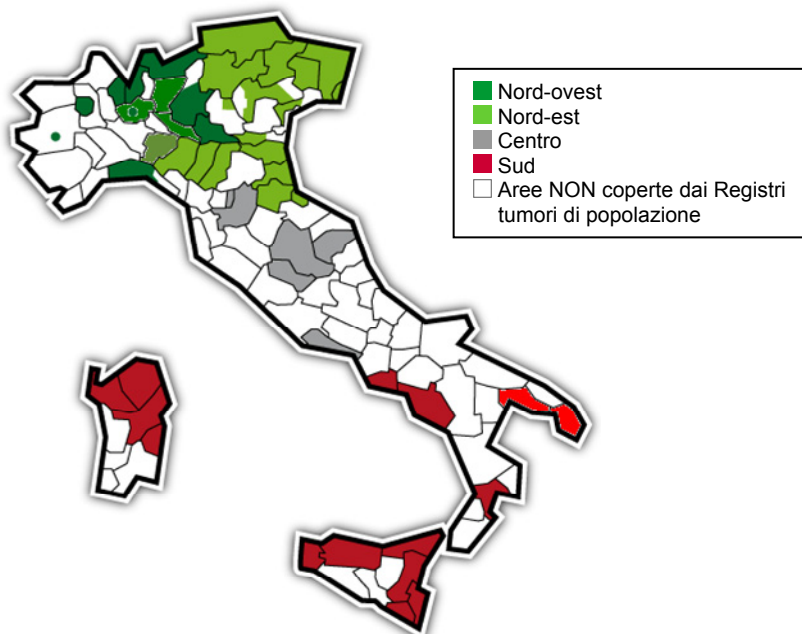 Nord-ovest
Nord-est
Centro
Sud
Aree NON coperte dai Registri
tumori di popolazione